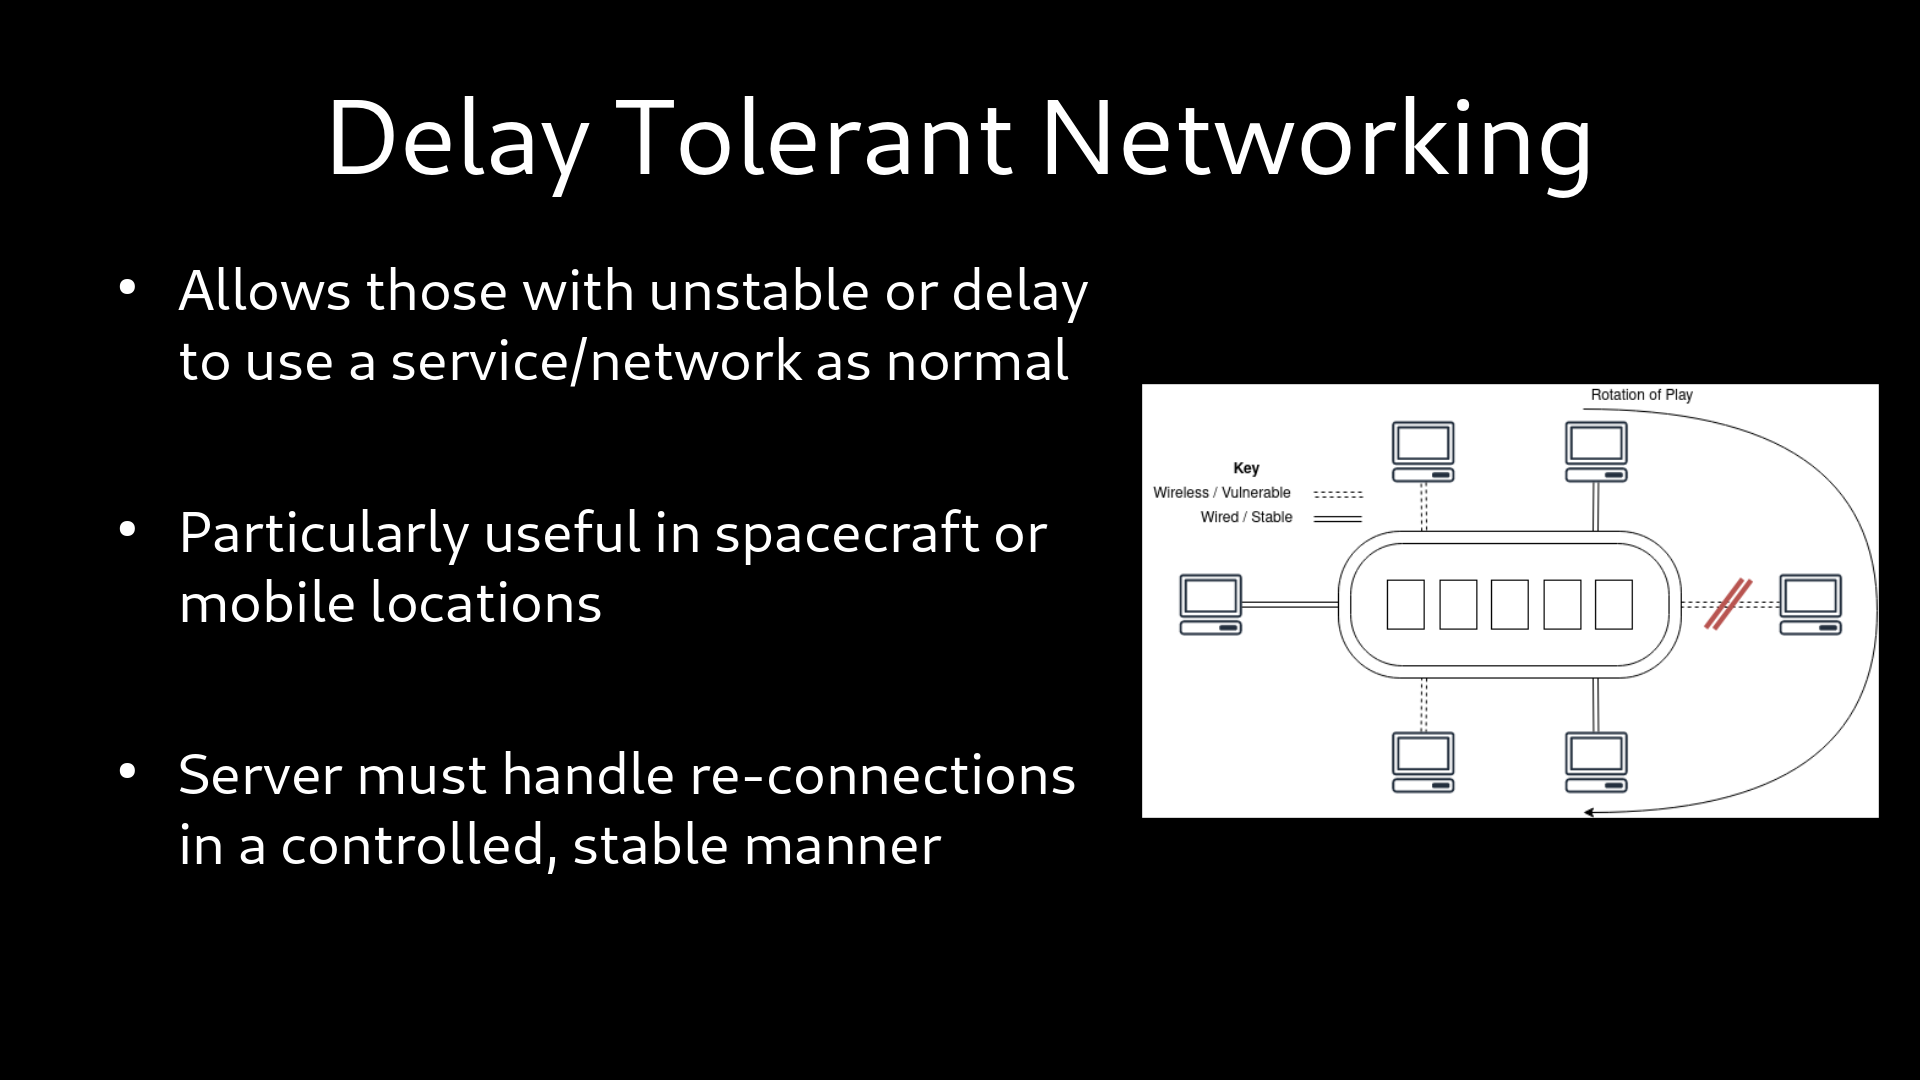 Delay Tolerant Networking
• Allows those with unstable or delay
to use a service/network as normal
• Particularly useful in spacecraft or
mobile locations
• Server must handle re-connections
in a controlled, stable manner
Rotation of Play
Key
Wireless / Vulnerable
Wired / Stable